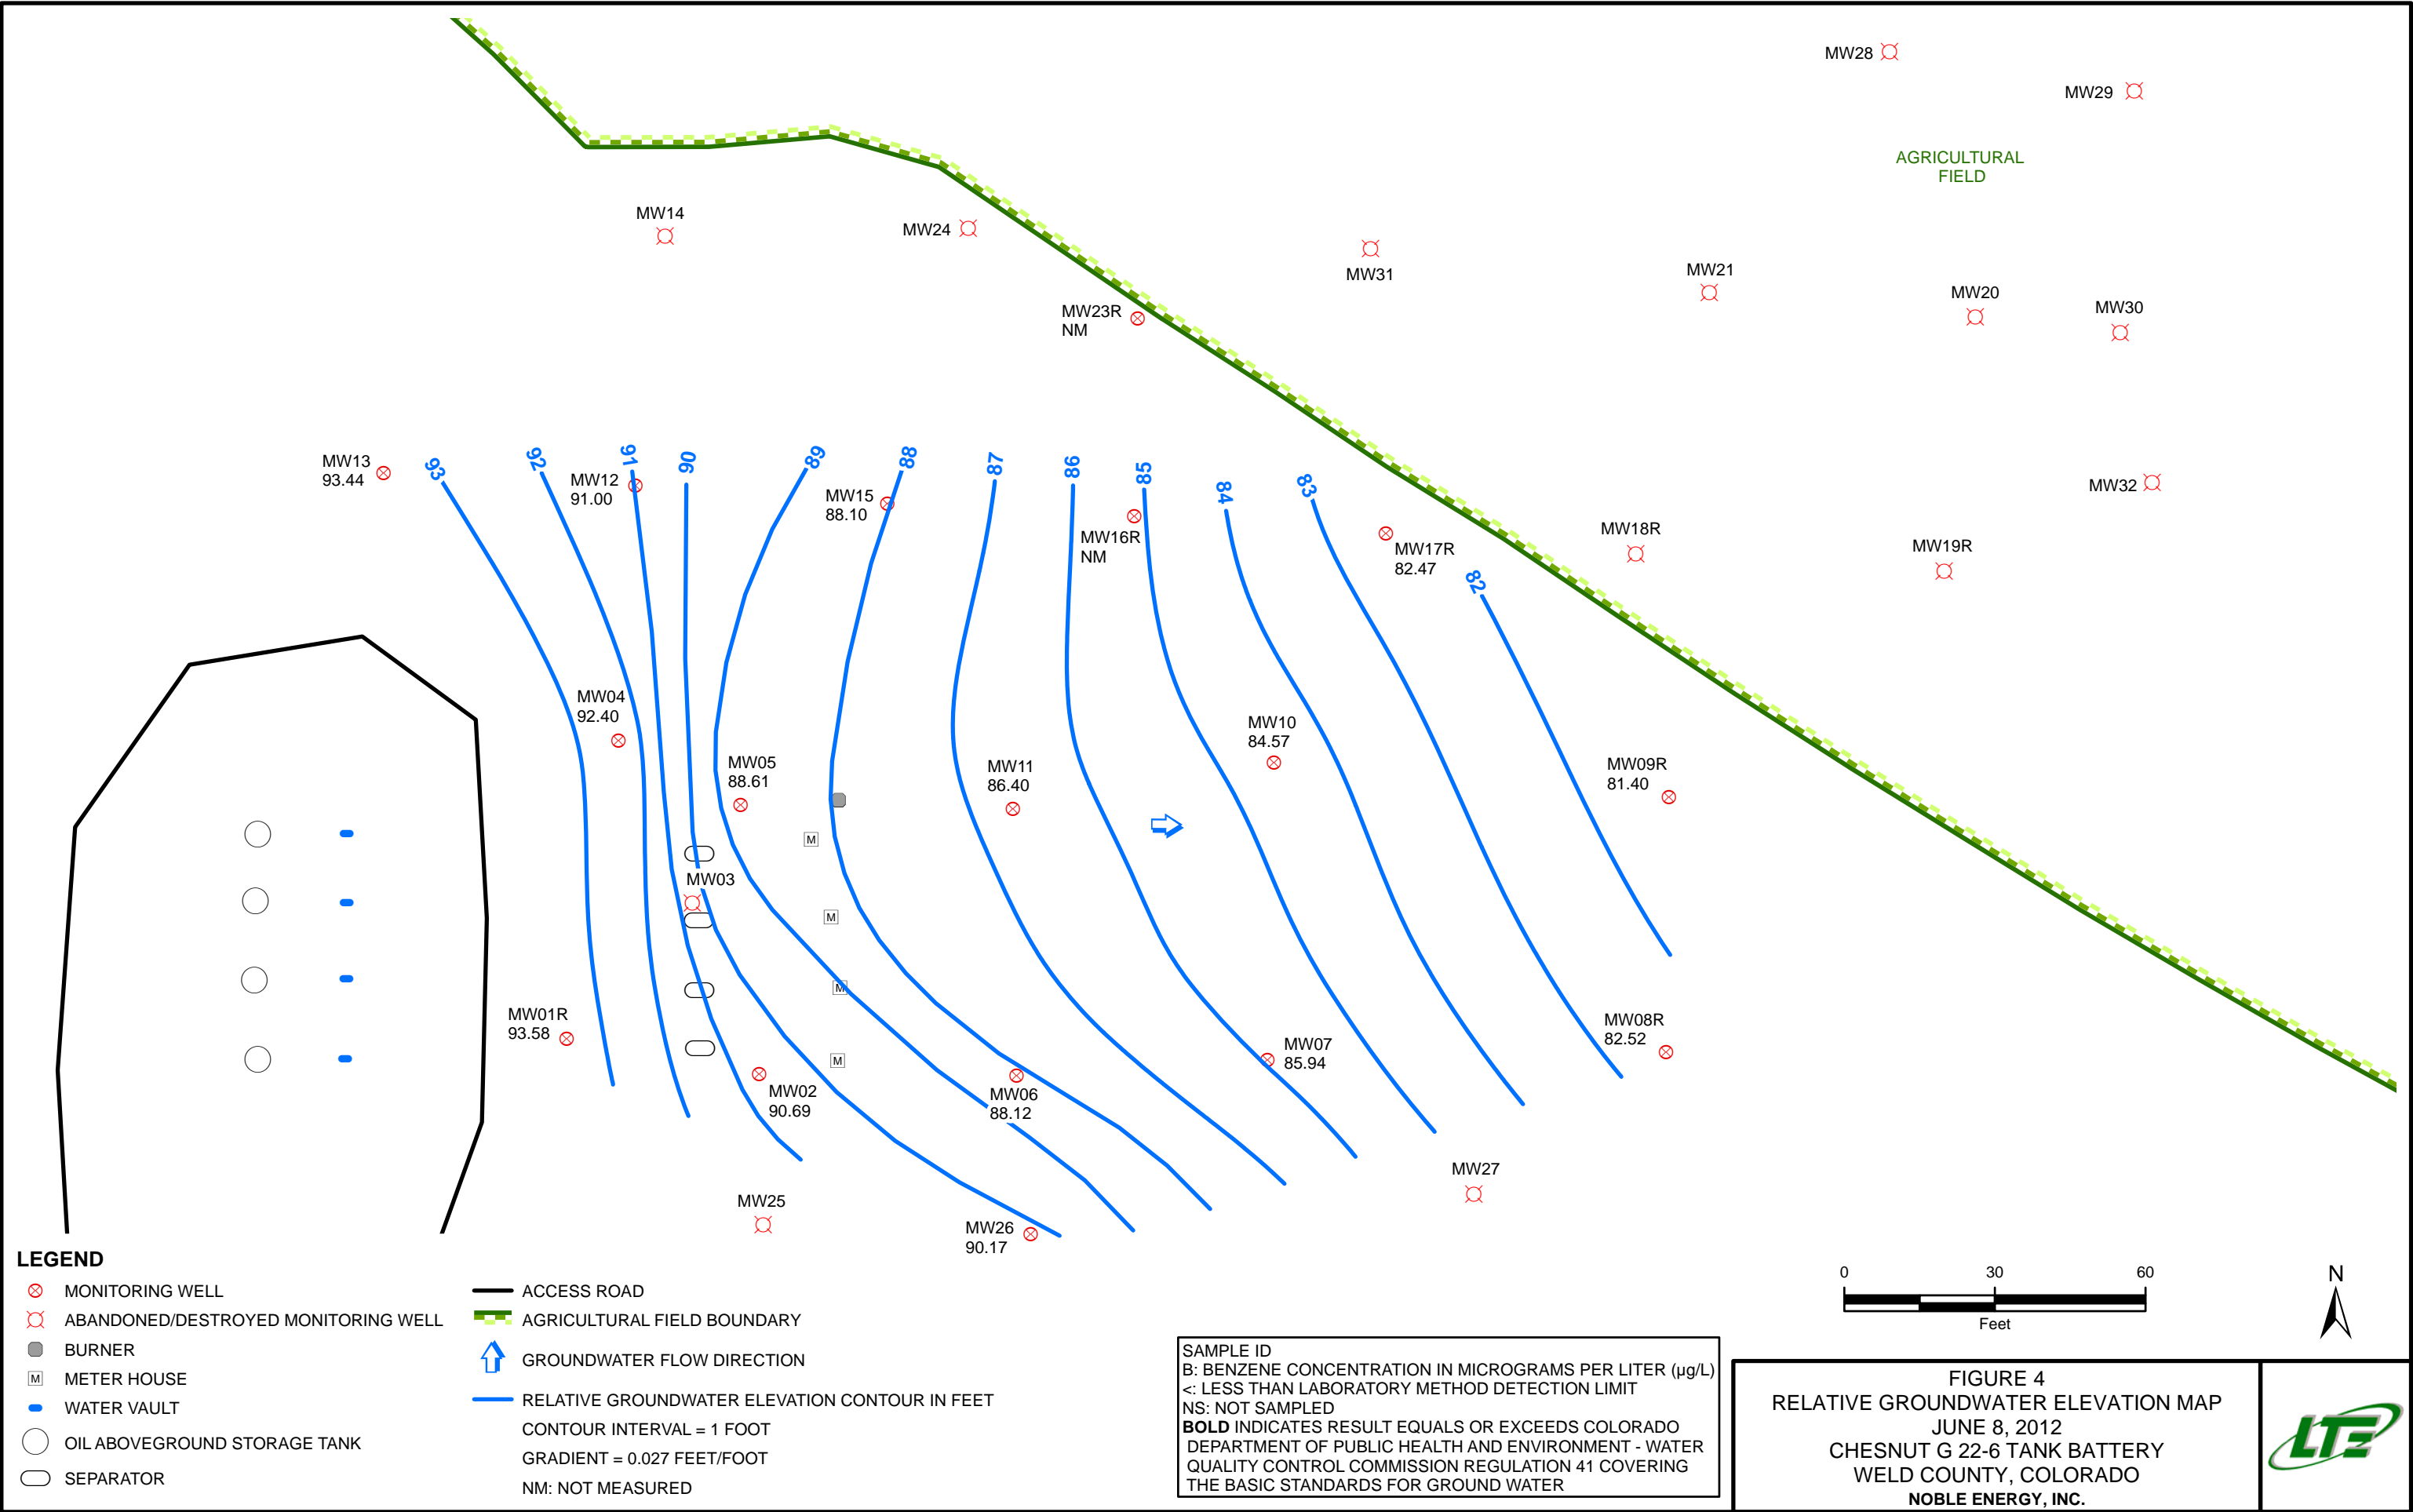 MW28
MW29
AGRICULTURAL
FIELD
MW14
MW24
MW31
MW21
MW20
MW30
MW23R
NM
MW32
MW13
93.44
93
92
91
90
89
88
87
86
85
84
83
82
MW12
91.00
MW15
88.10
MW16R
NM
MW17R
82.47
MW18R
MW19R
MW04
92.40
MW05
88.61
MW11
86.40
MW10
84.57
MW09R
81.40
M
MW03
M
M
M
MW01R
93.58
MW02
90.69
MW06
88.12
MW07
85.94
MW08R
82.52
MW25
MW26
90.17
MW27
LEGEND
MONITORING WELL
ABANDONED/DESTROYED MONITORING WELL
BURNER
M METER HOUSE
WATER VAULT
OIL ABOVEGROUND STORAGE TANK
SEPARATOR
ACCESS ROAD
AGRICULTURAL FIELD BOUNDARY
GROUNDWATER FLOW DIRECTION
RELATIVE GROUNDWATER ELEVATION CONTOUR IN FEET
CONTOUR INTERVAL = 1 FOOT
GRADIENT = 0.027 FEET/FOOT
NM: NOT MEASURED
SAMPLE ID
B: BENZENE CONCENTRATION IN MICROGRAMS PER LITER (µg/L)
<: LESS THAN LABORATORY METHOD DETECTION LIMIT
NS: NOT SAMPLED
BOLD INDICATES RESULT EQUALS OR EXCEEDS COLORADO
DEPARTMENT OF PUBLIC HEALTH AND ENVIRONMENT - WATER
QUALITY CONTROL COMMISSION REGULATION 41 COVERING
THE BASIC STANDARDS FOR GROUND WATER
0 30 60
Feet
N
FIGURE 4
RELATIVE GROUNDWATER ELEVATION MAP
JUNE 8, 2012
CHESNUT G 22-6 TANK BATTERY
WELD COUNTY, COLORADO
NOBLE ENERGY, INC.
LTE